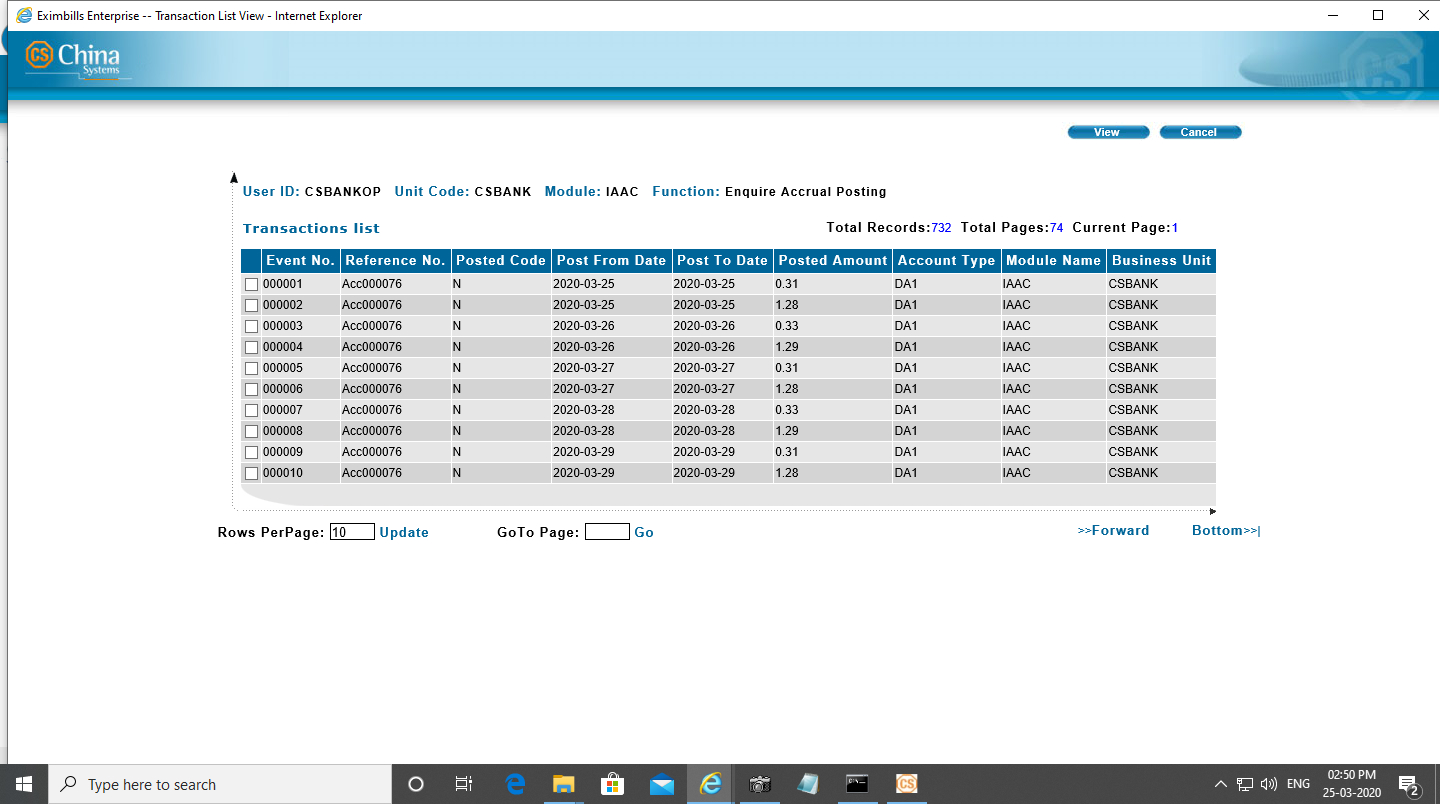 Eximbills Enterprise -- Transaction List View - Internet Explorer
CS China Systems
CS
View Cancel
User ID: CSBANKOP Unit Code: CSBANK Module: IAAC Function: Enquire Accrual Posting
Transactions list Total Records:732 Total Pages:74 Current Page:1
Event No. Reference No. Posted Code Post From Date Post To Date Posted Amount Account Type Module Name Business Unit
000001 Acc000076 N 2020-03-25 2020-03-25 0.31 DA1 IAAC CSBANK
000002 Acc000076 N 2020-03-25 2020-03-25 1.28 DA1 IAAC CSBANK
000003 Acc000076 N 2020-03-26 2020-03-26 0.33 DA1 IAAC CSBANK
000004 Acc000076 N 2020-03-26 2020-03-26 1.29 DA1 IAAC CSBANK
000005 Acc000076 N 2020-03-27 2020-03-27 0.31 DA1 IAAC CSBANK
000006 Acc000076 N 2020-03-27 2020-03-27 1.28 DA1 IAAC CSBANK
000007 Acc000076 N 2020-03-28 2020-03-28 0.33 DA1 IAAC CSBANK
000008 Acc000076 N 2020-03-28 2020-03-28 1.29 DA1 IAAC CSBANK
000009 Acc000076 N 2020-03-29 2020-03-29 0.31 DA1 IAAC CSBANK
000010 Acc000076 N 2020-03-29 2020-03-29 1.28 DA1 IAAC CSBANK
Rows PerPage: 10 Update GoTo Page: Go >>Forward Bottom>>|
Type here to search CS ENG 02:50 PM
25-03-2020 2